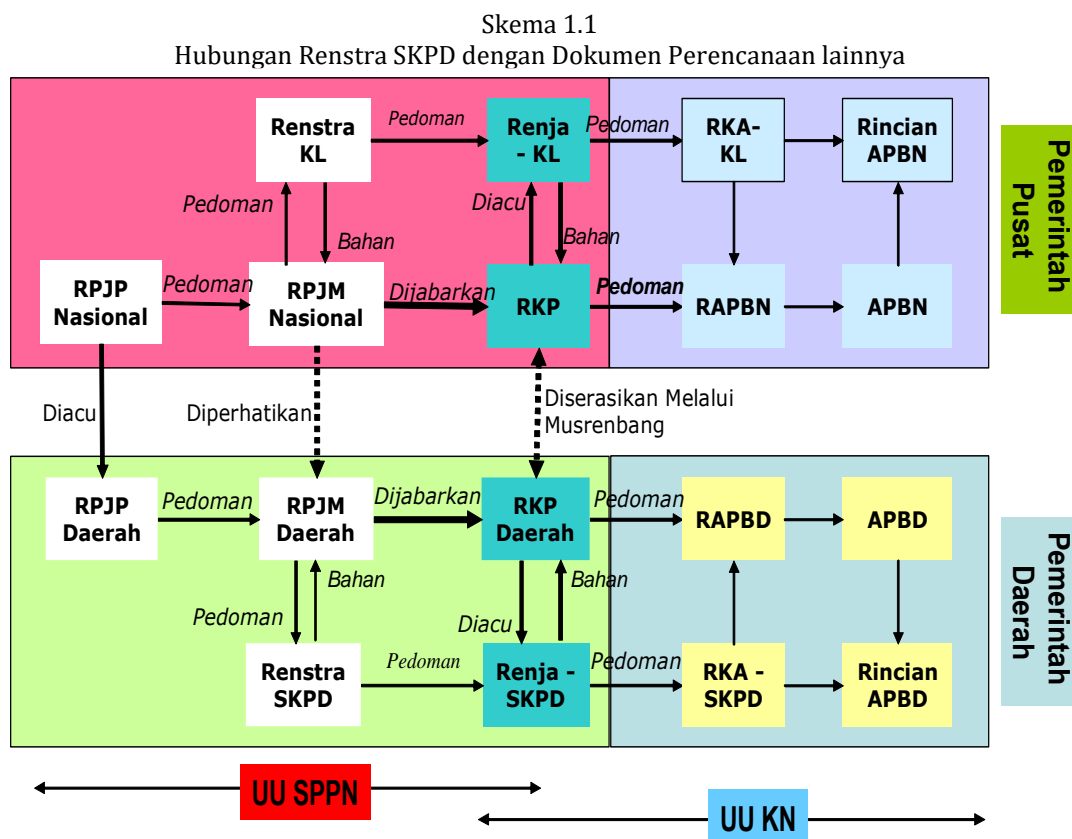 Skema 1.1
Hubungan Renstra SKPD dengan Dokumen Perencanaan lainnya
Renstra
KL
Pedoman
Renja
- KL
Pedoman
RKA-
KL
Rincian
APBN
Pedoman
Bahan
Diacu
Bahan
RPJP
Nasional
Pedoman
RPJM
Nasional
Dijabarkan
RKP
Pedoman
RAPBN
APBN
Pemerintah
Pusat
Diacu
Diperhatikan
Diserasikan Melalui
Musrenbang
RPJP
Daerah
Pedoman
RPJM
Daerah
Dijabarkan
RKP
Daerah
Pedoman
RAPBD
APBD
Bahan
Pedoman
Bahan
Diacu
Renstra
SKPD
Pedoman
Renja -
SKPD
Pedoman
RKA -
SKPD
Rincian
APBD
Pemerintah
Daerah
UU SPPN
UU KN